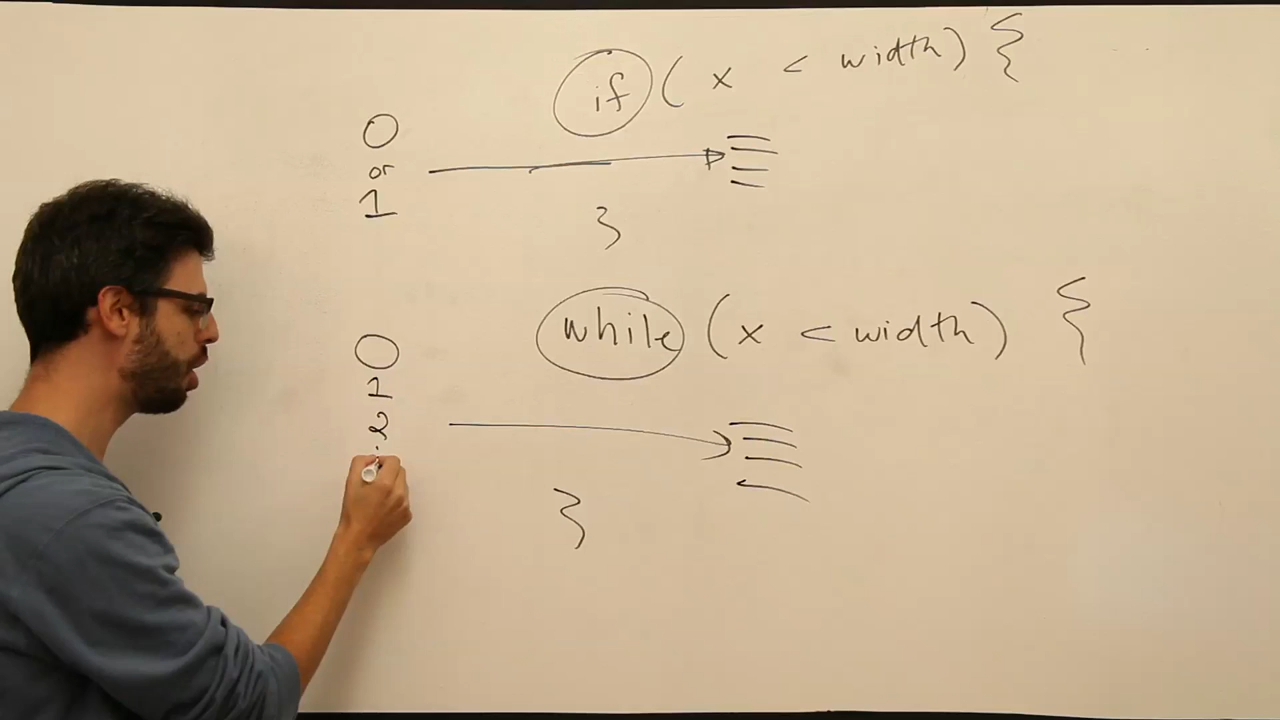 if ( x < width) {
0
or
1
}
while (x < width) {
0
1
2
.
}